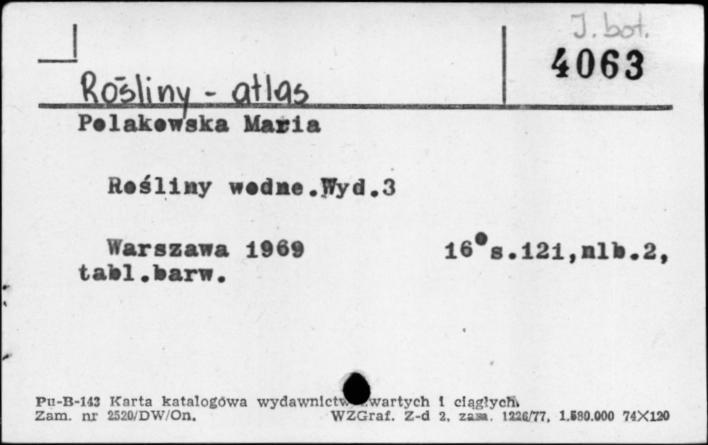 J. bot.
4063
Rośliny - atlas
Polakowska Maria
Rośliny wodne.Wyd.3
Warszawa 1969 16°s.121,nlb.2,
tabl.barw.
Pu-B-143 Karta katalogowa wydawnictw zwartych i ciągłych.
Zam. nr 2520/DW/On. WZGraf. Z-d 2, zam. 1226/77, 1.580.000 74X120